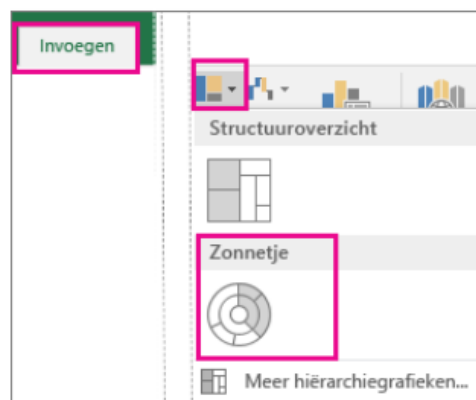 Invoegen
Structuuroverzicht
Zonnetje
Meer hiërarchiegrafieken...